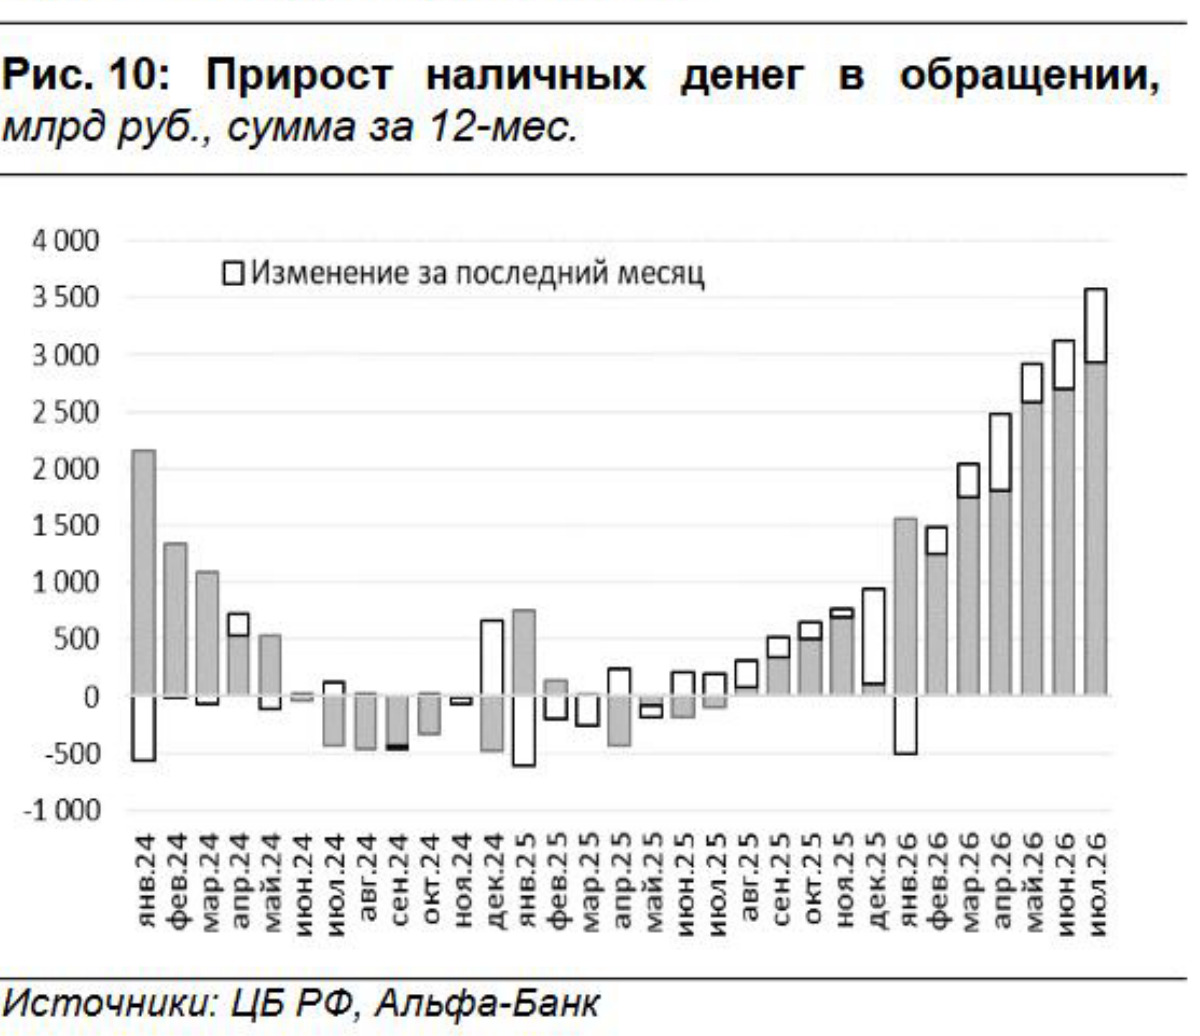 Рис. 10: Прирост наличных денег в обращении,
млрд руб., сумма за 12-мес.
4 000
Изменение за последний месяц
3 500
3 000
2 500
2 000
1 500
1 000
500
0
-500
-1 000
янв.24
фев.24
мар.24
апр.24
май.24
июн.24
июл.24
авг.24
сен.24
окт.24
ноя.24
дек.24
янв.25
фев.25
мар.25
апр.25
май.25
июн.25
июл.25
авг.25
сен.25
окт.25
ноя.25
дек.25
янв.26
фев.26
мар.26
апр.26
май.26
июн.26
июл.26
Источники: ЦБ РФ, Альфа-Банк